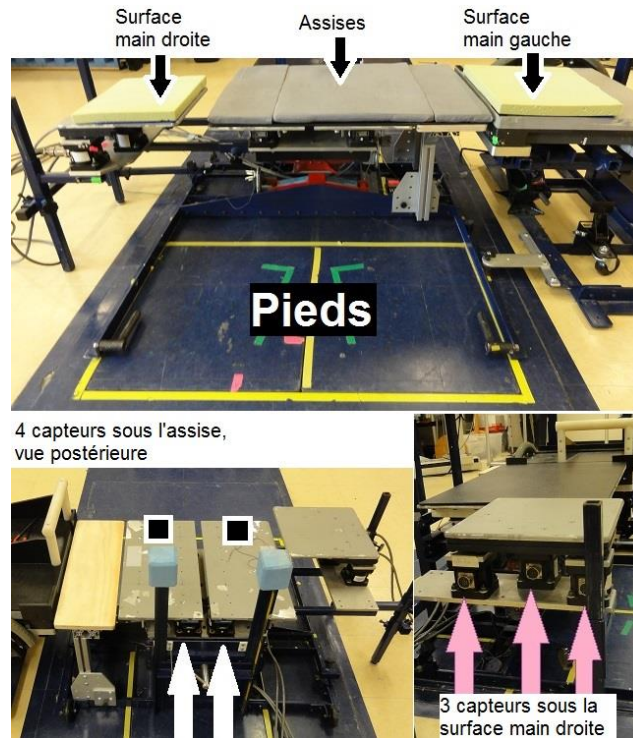 Surface
main droite
Assises
Surface
main gauche
Pieds
4 capteurs sous l'assise,
vue postérieure
3 capteurs sous la
surface main droite